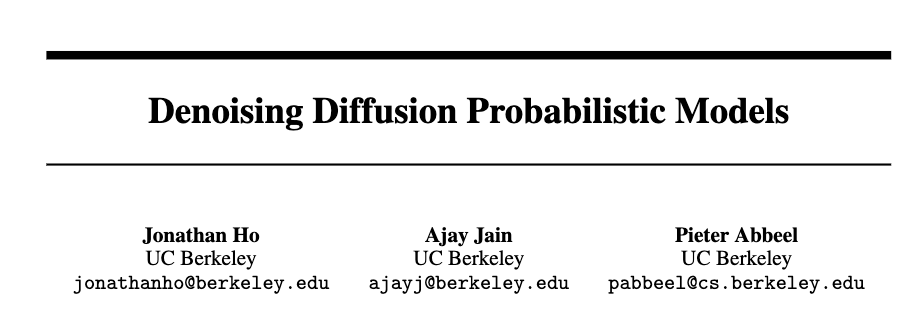 Denoising Diffusion Probabilistic Models
Jonathan Ho Ajay Jain Pieter Abbeel
UC Berkeley UC Berkeley UC Berkeley
jonathanho@berkeley.edu ajayj@berkeley.edu pabbeel@cs.berkeley.edu